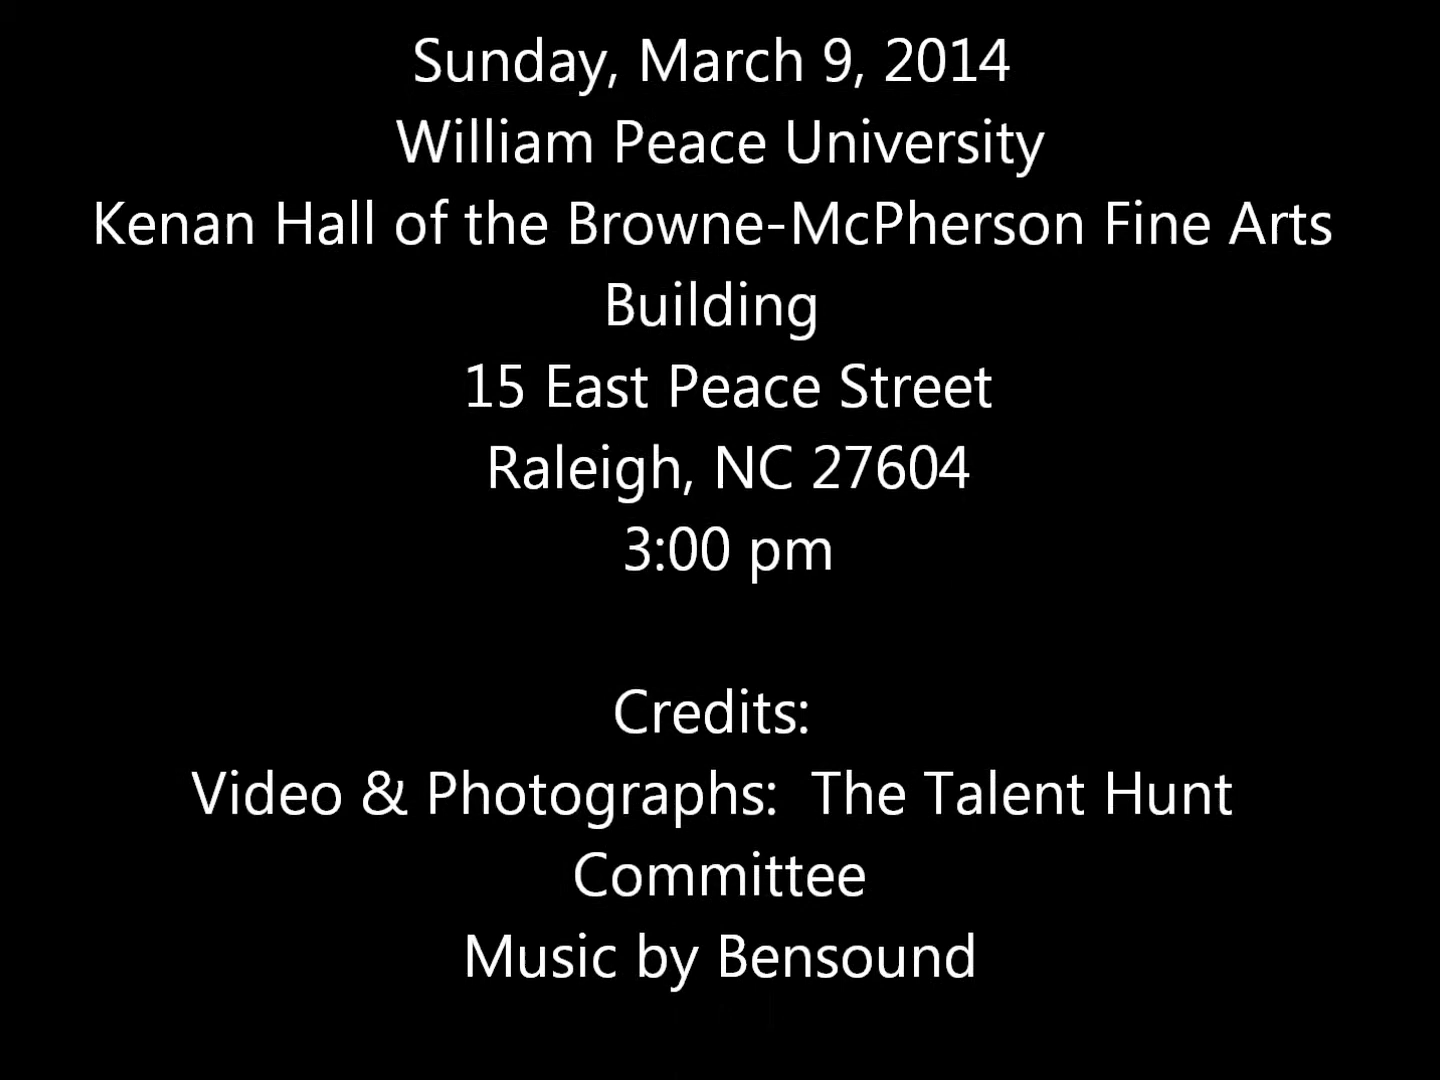 Sunday, March 9, 2014
William Peace University
Kenan Hall of the Browne-McPherson Fine Arts
Building
15 East Peace Street
Raleigh, NC 27604
3:00 pm
Credits:
Video & Photographs:  The Talent Hunt
Committee
Music by Bensound